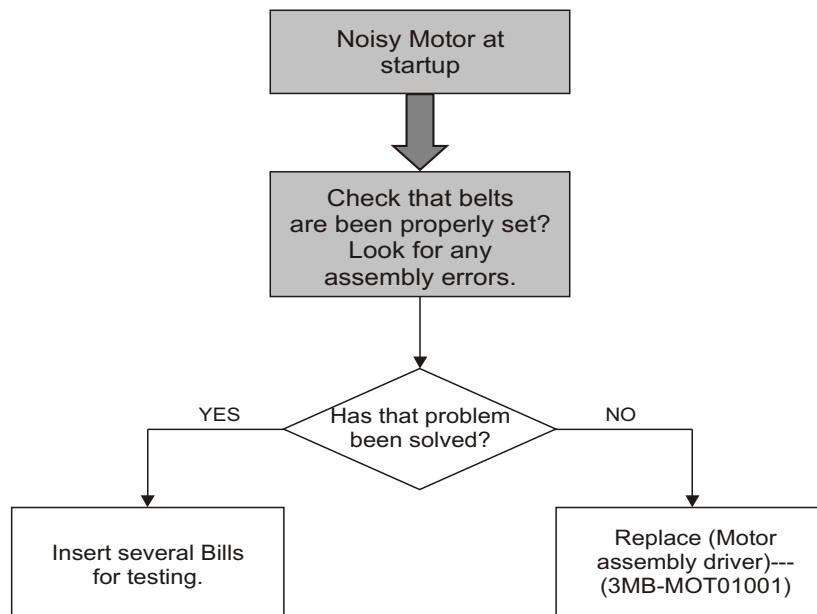 Noisy Motor at
startup
Check that belts
are been properly set?
Look for any
assembly errors.
YES
Has that problem
been solved?
NO
Insert several Bills
for testing.
Replace (Motor
assembly driver)---
(3MB-MOT01001)